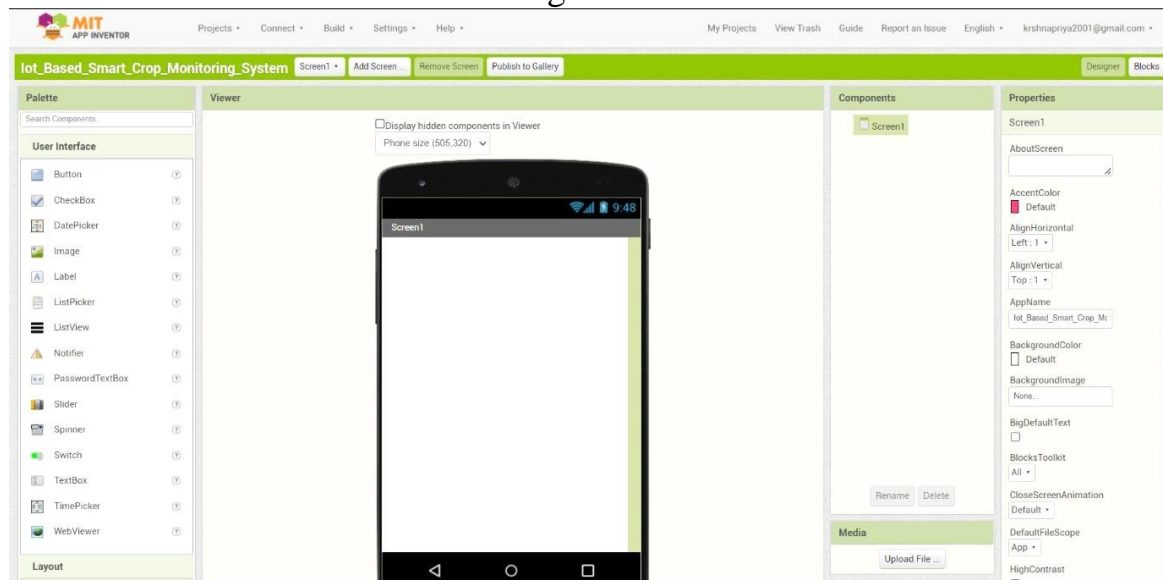 MIT
APP INVENTOR
Projects Connect Build Settings Help My Projects View Trash Guide Report an Issue English krshnapriya2001@gmail.com
Iot_Based_Smart_Crop_Monitoring_System Screen1 Add Screen ... Remove Screen Publish to Gallery Designer Blocks
Palette
Search Components...
User Interface
Button
CheckBox
DatePicker
Image
Label
ListPicker
ListView
Notifier
PasswordTextBox
Slider
Spinner
Switch
TextBox
TimePicker
WebViewer
Layout
Viewer
Display hidden components in Viewer
Phone size (505,320)
9:48
Screen1
Components
Screen1
Rename Delete
Media
Upload File ...
Properties
Screen1
AboutScreen
AccentColor
Default
AlignHorizontal
Left : 1
AlignVertical
Top : 1
AppName
Iot_Based_Smart_Crop_Mc
BackgroundColor
Default
BackgroundImage
None...
BigDefaultText
BlocksToolkit
All
CloseScreenAnimation
Default
DefaultFileScope
App
HighContrast